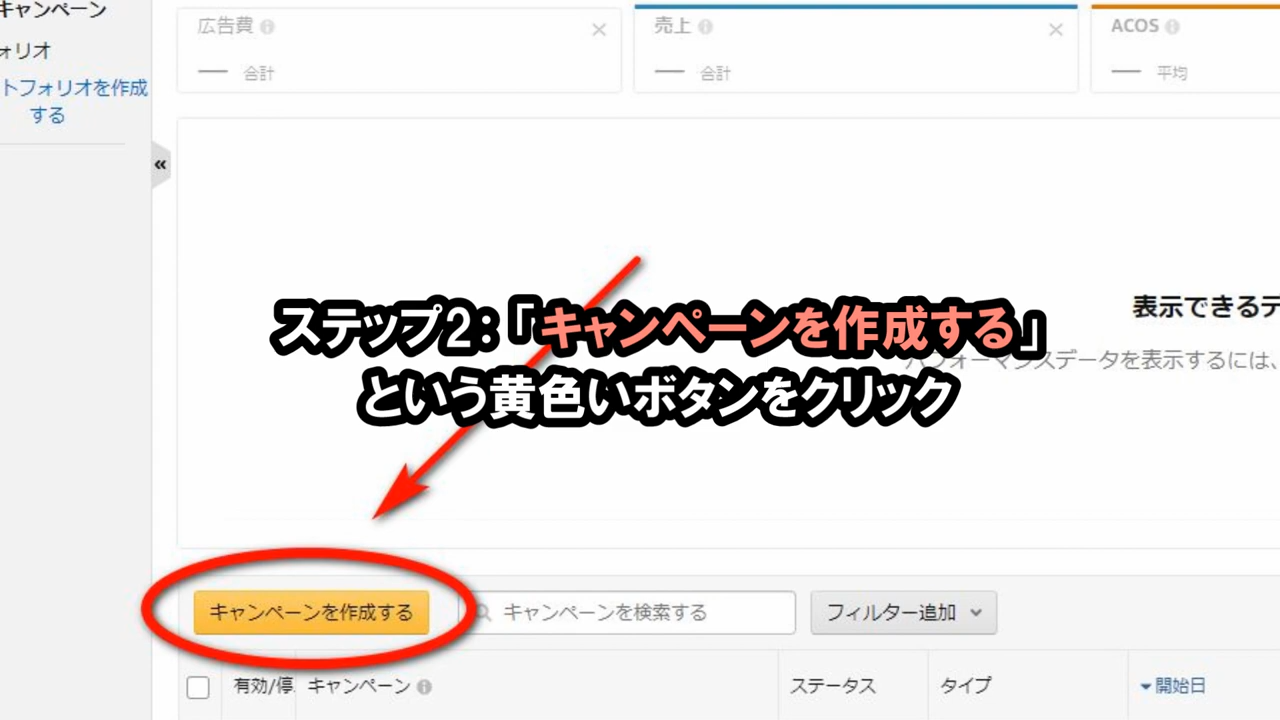 キャンペーン
ォリオ
トフォリオを作成
する
«
広告費
合計
売上
合計
ACOS
平均
表示できるデ
パフォーマンスデータを表示するには、
ステップ2:「キャンペーンを作成する」
という黄色いボタンをクリック
キャンペーンを作成する
キャンペーンを検索する
フィルター追加
有効/停
キャンペーン
ステータス
タイプ
開始日